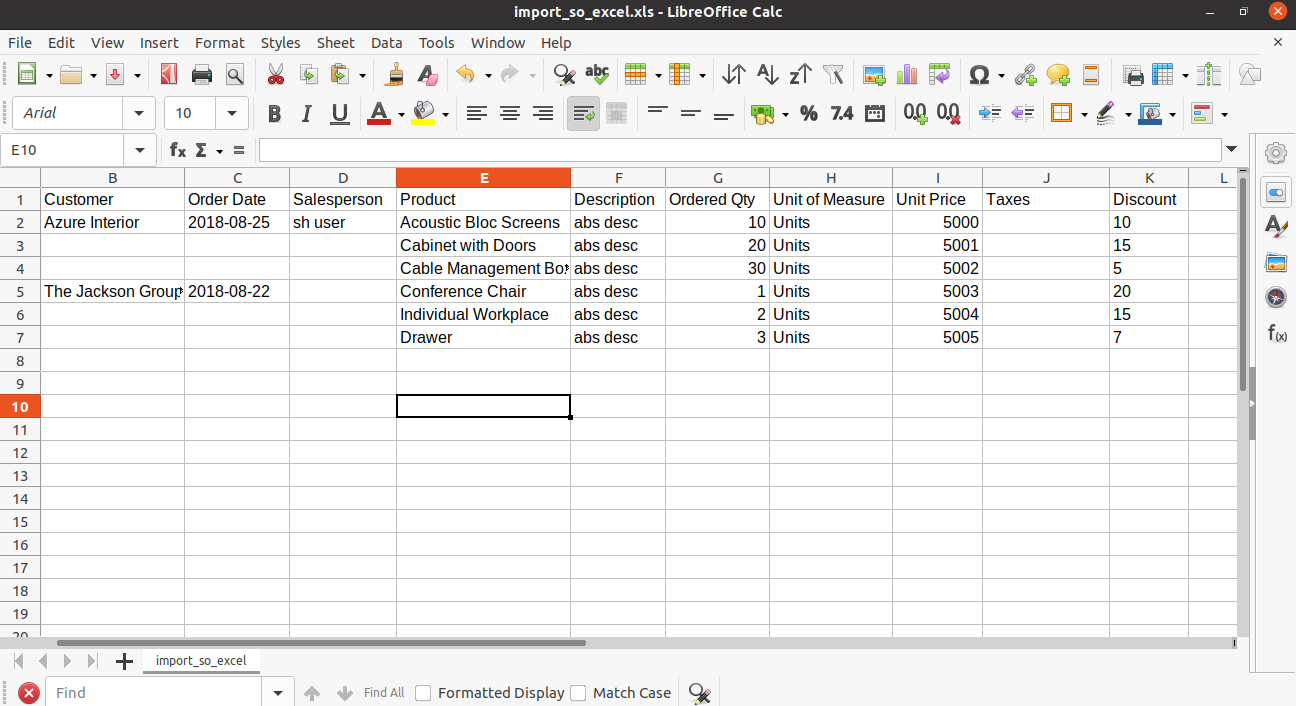 import_so_excel.xls - LibreOffice Calc
File Edit View Insert Format Styles Sheet Data Tools Window Help
Arial 10
E10
B C D E F G H I J K L
1 Customer Order Date Salesperson Product Description Ordered Qty Unit of Measure Unit Price Taxes Discount
2 Azure Interior 2018-08-25 sh user Acoustic Bloc Screens abs desc 10 Units 5000 10
3 Cabinet with Doors abs desc 20 Units 5001 15
4 Cable Management Box abs desc 30 Units 5002 5
5 The Jackson Group 2018-08-22 Conference Chair abs desc 1 Units 5003 20
6 Individual Workplace abs desc 2 Units 5004 15
7 Drawer abs desc 3 Units 5005 7
8
9
10
11
12
13
14
15
16
17
18
19
20
import_so_excel
Find Find All Formatted Display Match Case